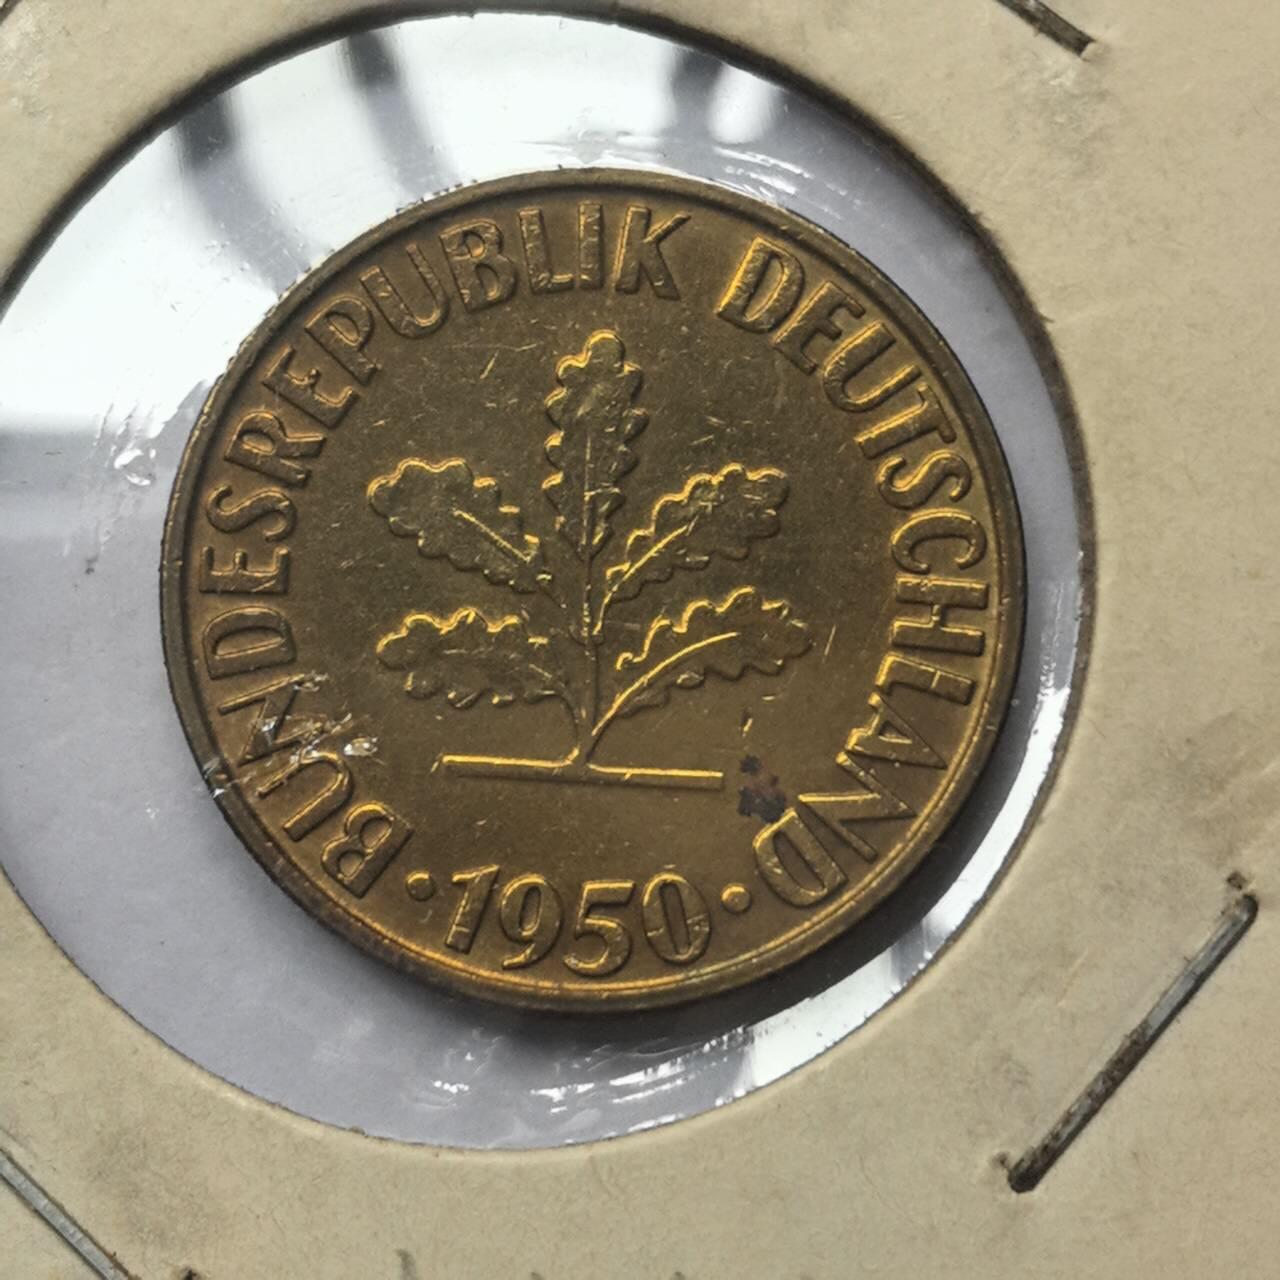 BUNDESREPUBLIK DEUTSCHLAND
· 1950 ·